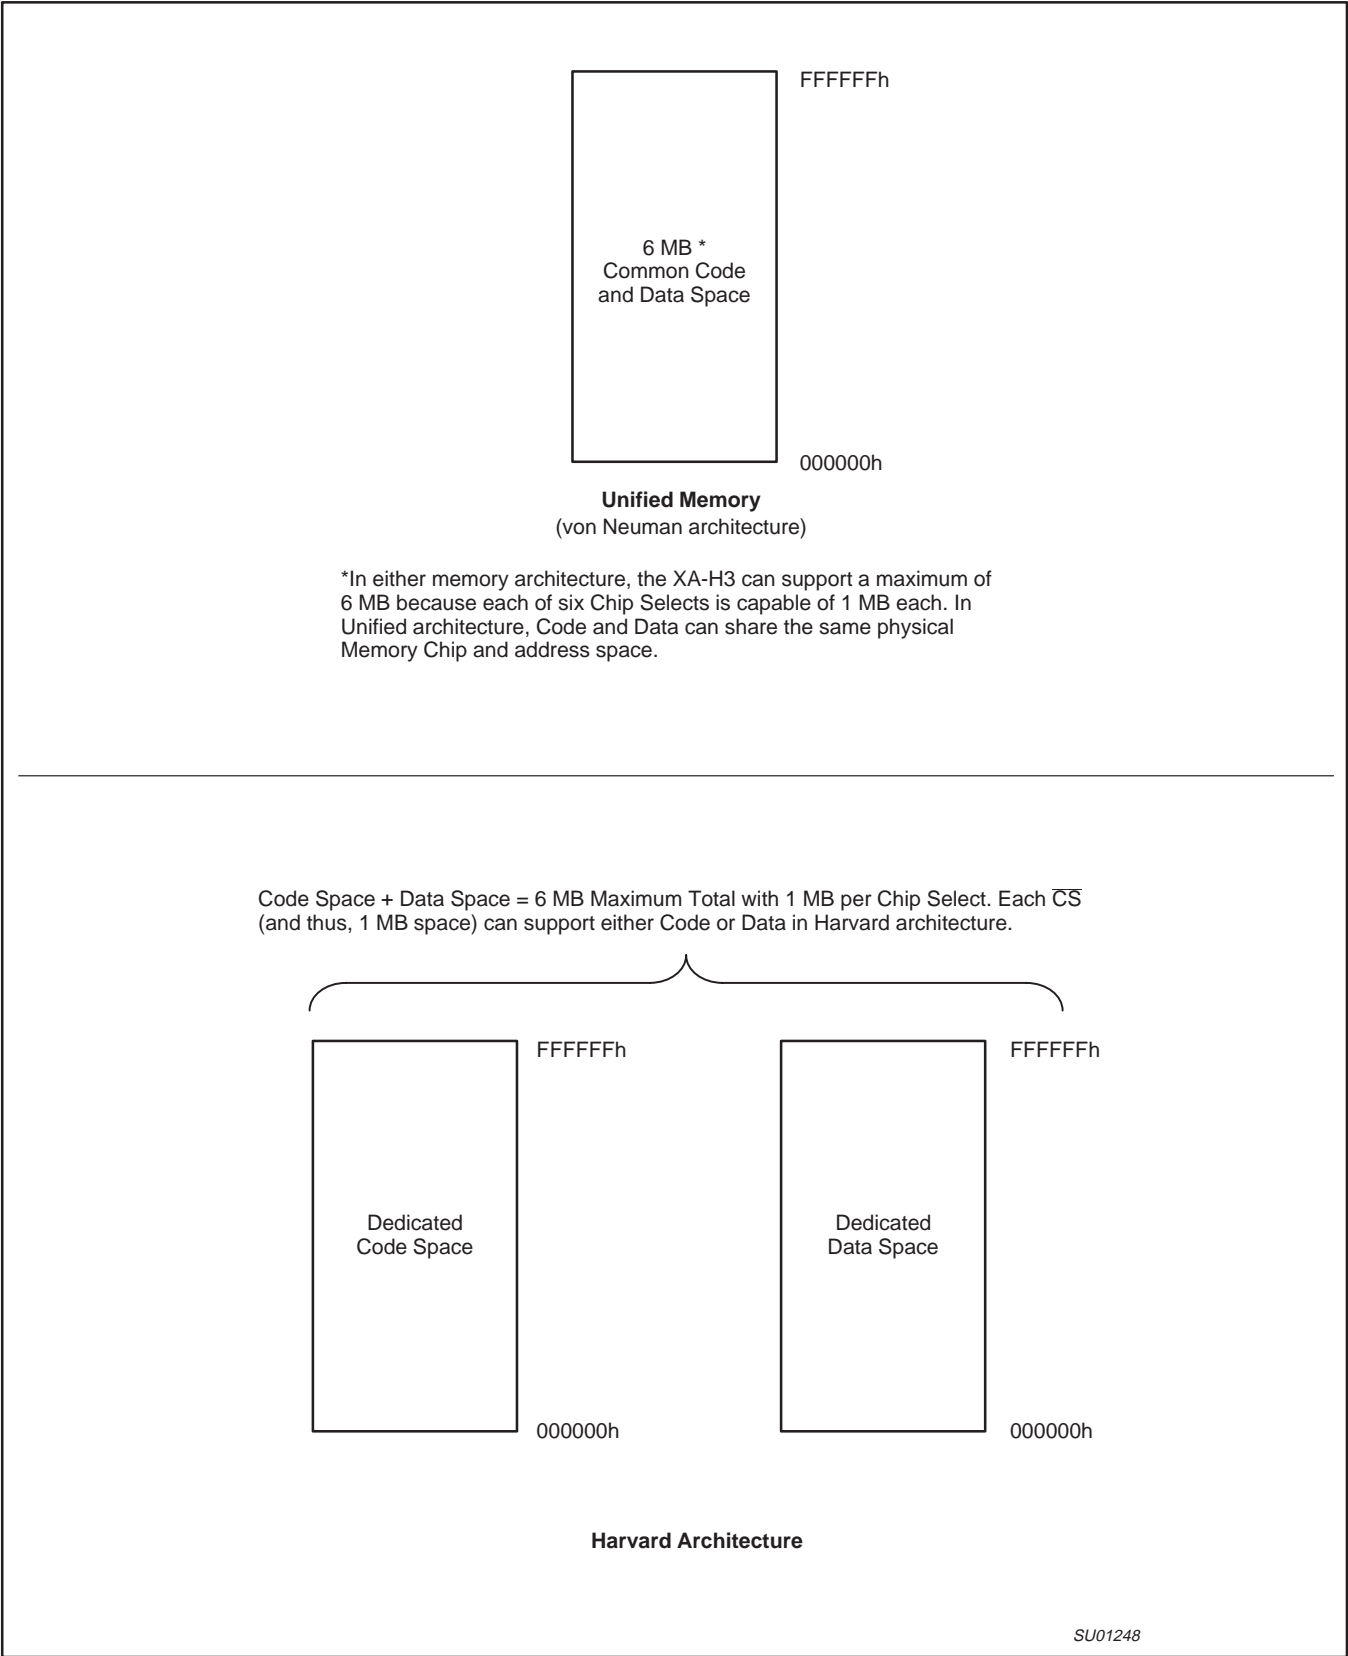 FFFFFFh
6 MB *
Common Code
and Data Space
000000h
Unified Memory
(von Neuman architecture)
*In either memory architecture, the XA-H3 can support a maximum of
6 MB because each of six Chip Selects is capable of 1 MB each. In
Unified architecture, Code and Data can share the same physical
Memory Chip and address space.
Code Space + Data Space = 6 MB Maximum Total with 1 MB per Chip Select. Each C̅S̅
(and thus, 1 MB space) can support either Code or Data in Harvard architecture.
FFFFFFh
FFFFFFh
Dedicated
Code Space
Dedicated
Data Space
000000h
000000h
Harvard Architecture
SU01248